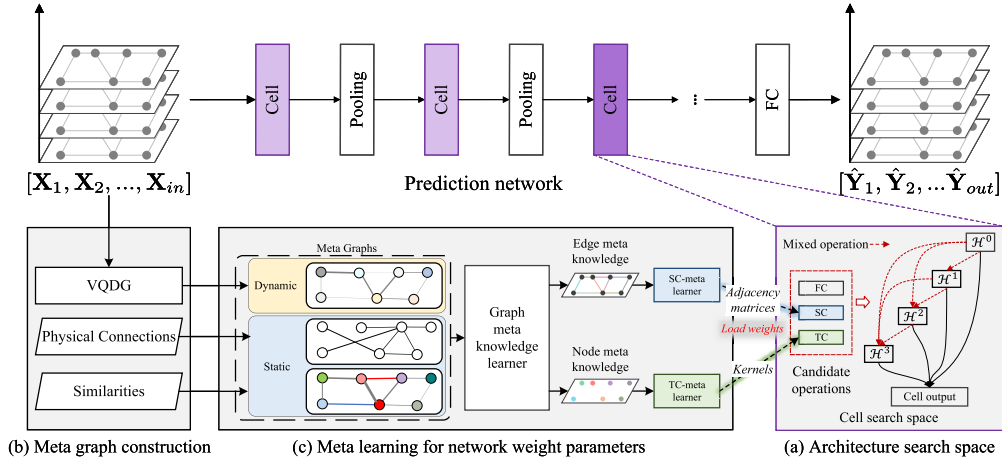 Cell
Pooling
Cell
Pooling
Cell
...
FC
[X₁, X₂, ..., X_in]
Prediction network
[Ŷ₁, Ŷ₂, ... Ŷ_out]
VQDG
Physical Connections
Similarities
(b) Meta graph construction
Meta Graphs
Dynamic
Static
Graph
meta
knowledge
learner
Edge meta
knowledge
Node meta
knowledge
SC-meta
learner
TC-meta
learner
Adjacency
matrices
Load weights
Kernels
(c) Meta learning for network weight parameters
Mixed operation
FC
SC
TC
Candidate
operations
ℋ⁰
ℋ¹
ℋ²
ℋ³
Cell output
Cell search space
(a) Architecture search space